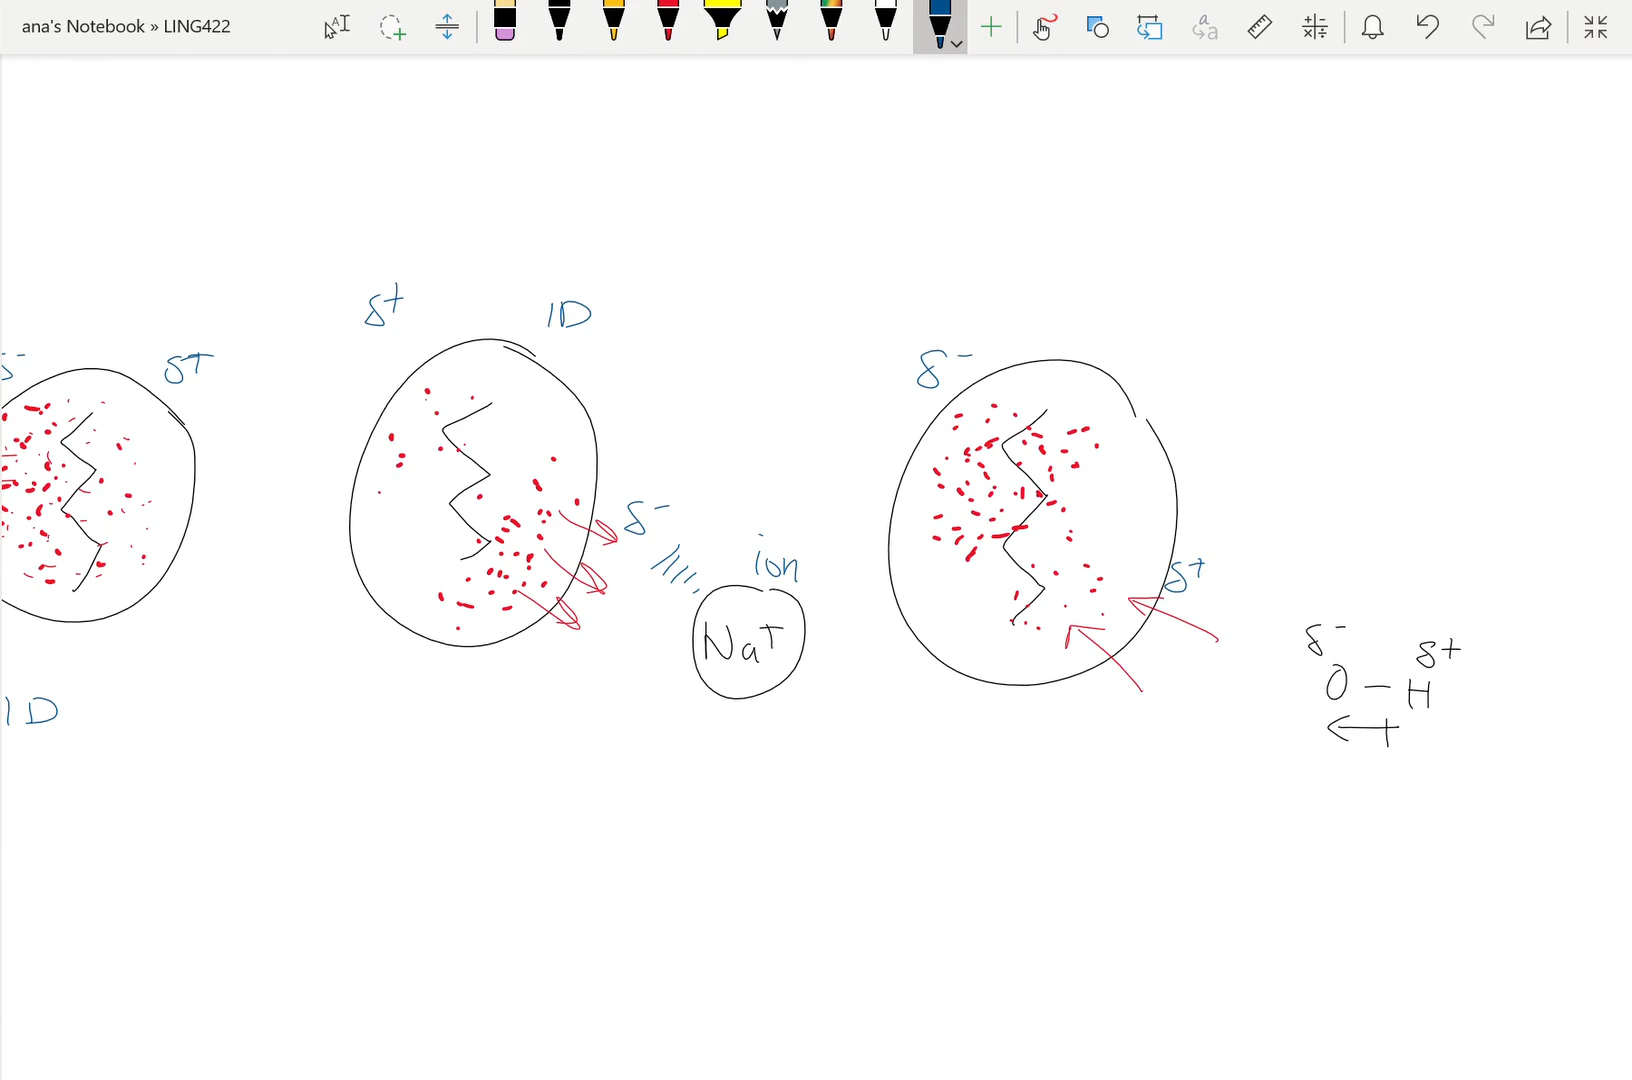 ana's Notebook » LING422
δ+ ID
δ- δ+
δ-
δ-
ion
Na+
δ+
δ- δ+
O - H
ID